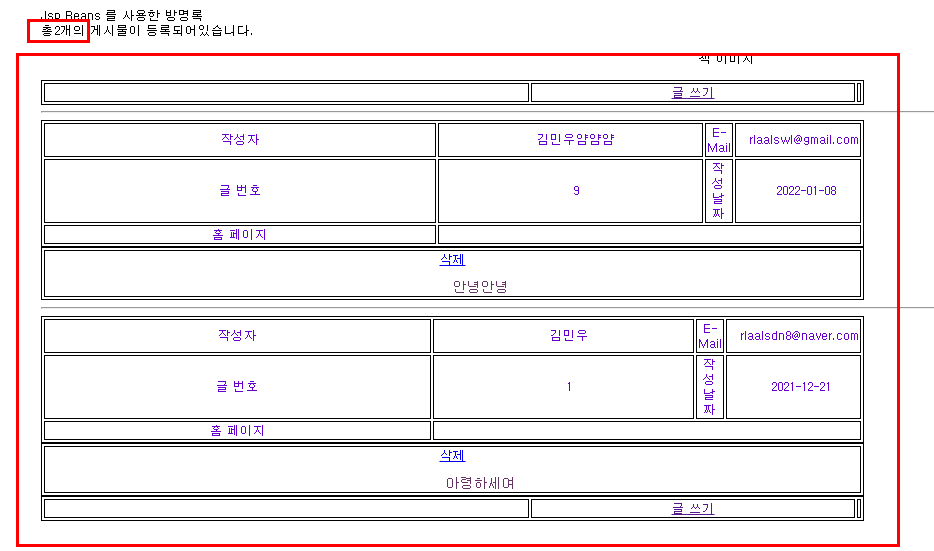 Jsp Beans 를 사용한 방명록
총2개의 게시물이 등록되어있습니다.
책 이미지
글 쓰기
작성자 김민우얌얌얌 E-Mail rlaalswl@gmail.com
글 번호 9 작성날짜 2022-01-08
홈 페이지
삭제
안녕안녕
작성자 김민우 E-Mail rlaalsdn8@naver.com
글 번호 1 작성날짜 2021-12-21
홈 페이지
삭제
아령하세여
글 쓰기